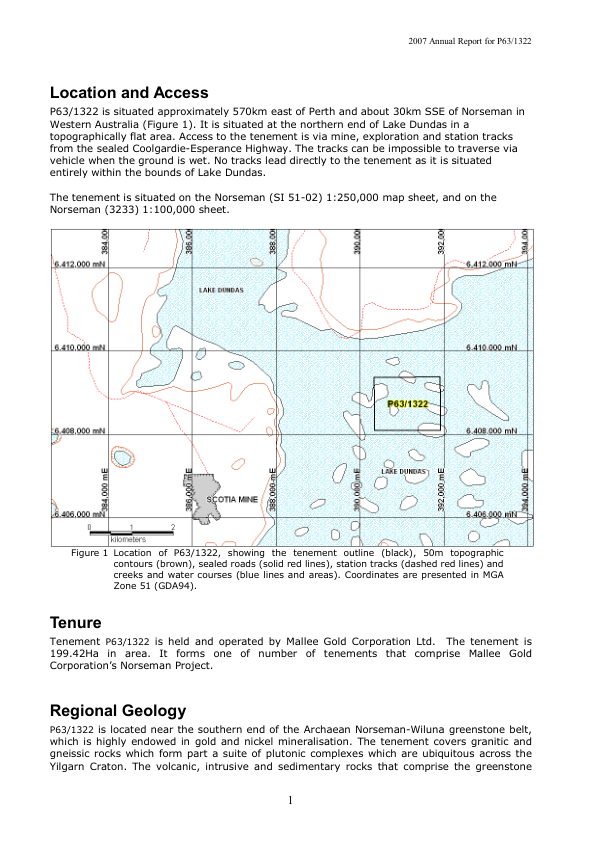 2007 Annual Report for P63/1322
Location and Access
P63/1322 is situated approximately 570km east of Perth and about 30km SSE of Norseman in
Western Australia (Figure 1). It is situated at the northern end of Lake Dundas in a
topographically flat area. Access to the tenement is via mine, exploration and station tracks
from the sealed Coolgardie-Esperance Highway. The tracks can be impossible to traverse via
vehicle when the ground is wet. No tracks lead directly to the tenement as it is situated
entirely within the bounds of Lake Dundas.
The tenement is situated on the Norseman (SI 51-02) 1:250,000 map sheet, and on the
Norseman (3233) 1:100,000 sheet.
384,00
386,00
388,00
390,00
392,00
394,00
6,412,000 mN
6,412,000 mN
LAKE DUNDAS
6,410,000 mN
6,410,000 mN
P63/1322
6,408,000 mN
6,408,000 mN
LAKE DUNDAS
384,000 mE
386,000 mE
388,000 mE
390,000 mE
392,000 mE
394,000 mE
SCOTIA MINE
6,406,000 mN
6,406,000 mN
0 1 2
kilometers
Figure 1 Location of P63/1322, showing the tenement outline (black), 50m topographic
contours (brown), sealed roads (solid red lines), station tracks (dashed red lines) and
creeks and water courses (blue lines and areas). Coordinates are presented in MGA
Zone 51 (GDA94).
Tenure
Tenement P63/1322 is held and operated by Mallee Gold Corporation Ltd. The tenement is
199.42Ha in area. It forms one of number of tenements that comprise Mallee Gold
Corporation's Norseman Project.
Regional Geology
P63/1322 is located near the southern end of the Archaean Norseman-Wiluna greenstone belt,
which is highly endowed in gold and nickel mineralisation. The tenement covers granitic and
gneissic rocks which form part a suite of plutonic complexes which are ubiquitous across the
Yilgarn Craton. The volcanic, intrusive and sedimentary rocks that comprise the greenstone
1